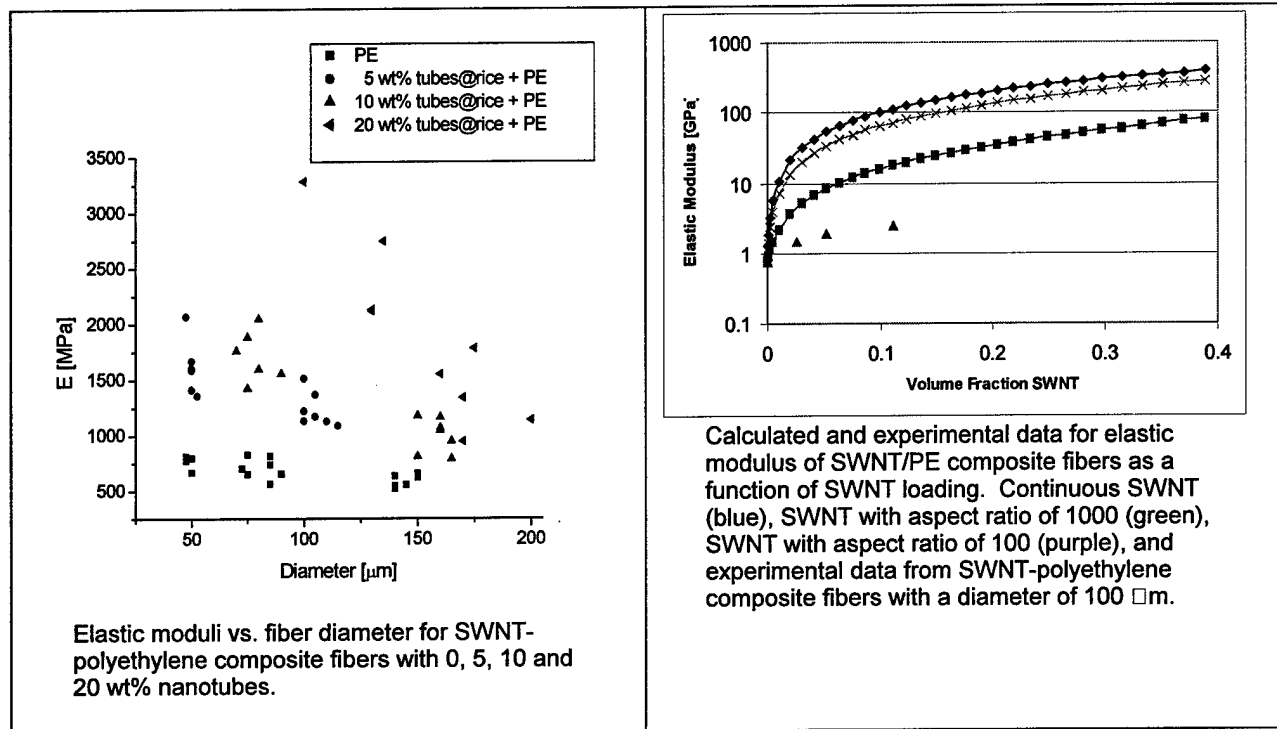 PE
5 wt% tubes@rice + PE
10 wt% tubes@rice + PE
20 wt% tubes@rice + PE
3500
3000
2500
2000
1500
1000
500
E [MPa]
50
100
150
200
Diameter [μm]
Elastic moduli vs. fiber diameter for SWNT-
polyethylene composite fibers with 0, 5, 10 and
20 wt% nanotubes.
1000
100
10
1
0.1
Elastic Modulus [GPa]
0
0.1
0.2
0.3
0.4
Volume Fraction SWNT
Calculated and experimental data for elastic
modulus of SWNT/PE composite fibers as a
function of SWNT loading. Continuous SWNT
(blue), SWNT with aspect ratio of 1000 (green),
SWNT with aspect ratio of 100 (purple), and
experimental data from SWNT-polyethylene
composite fibers with a diameter of 100 □m.